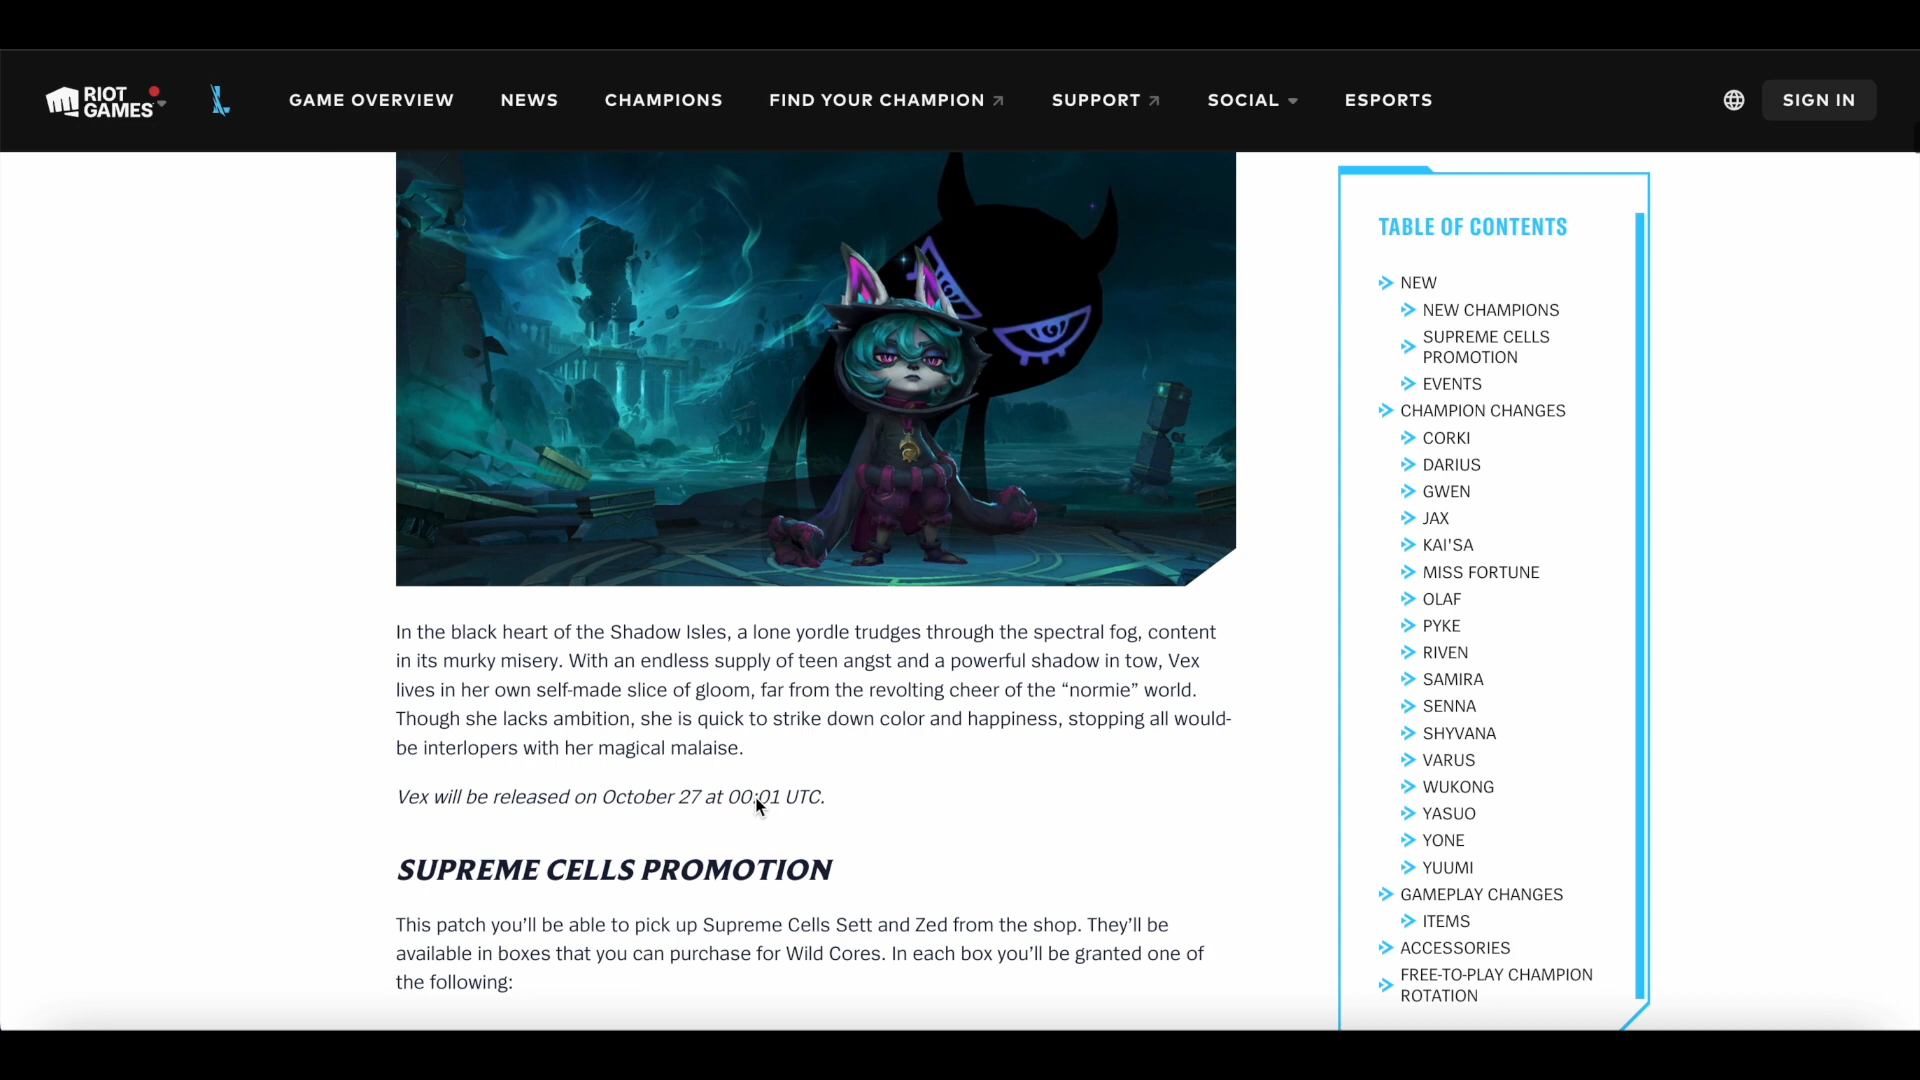 RIOT GAMES
GAME OVERVIEW
NEWS
CHAMPIONS
FIND YOUR CHAMPION
SUPPORT
SOCIAL
ESPORTS
SIGN IN
In the black heart of the Shadow Isles, a lone yordle trudges through the spectral fog, content
in its murky misery. With an endless supply of teen angst and a powerful shadow in tow, Vex
lives in her own self-made slice of gloom, far from the revolting cheer of the “normie” world.
Though she lacks ambition, she is quick to strike down color and happiness, stopping all would-
be interlopers with her magical malaise.
Vex will be released on October 27 at 00:01 UTC.
SUPREME CELLS PROMOTION
This patch you’ll be able to pick up Supreme Cells Sett and Zed from the shop. They’ll be
available in boxes that you can purchase for Wild Cores. In each box you’ll be granted one of
the following:
TABLE OF CONTENTS
NEW
NEW CHAMPIONS
SUPREME CELLS
PROMOTION
EVENTS
CHAMPION CHANGES
CORKI
DARIUS
GWEN
JAX
KAI'SA
MISS FORTUNE
OLAF
PYKE
RIVEN
SAMIRA
SENNA
SHYVANA
VARUS
WUKONG
YASUO
YONE
YUUMI
GAMEPLAY CHANGES
ITEMS
ACCESSORIES
FREE-TO-PLAY CHAMPION
ROTATION